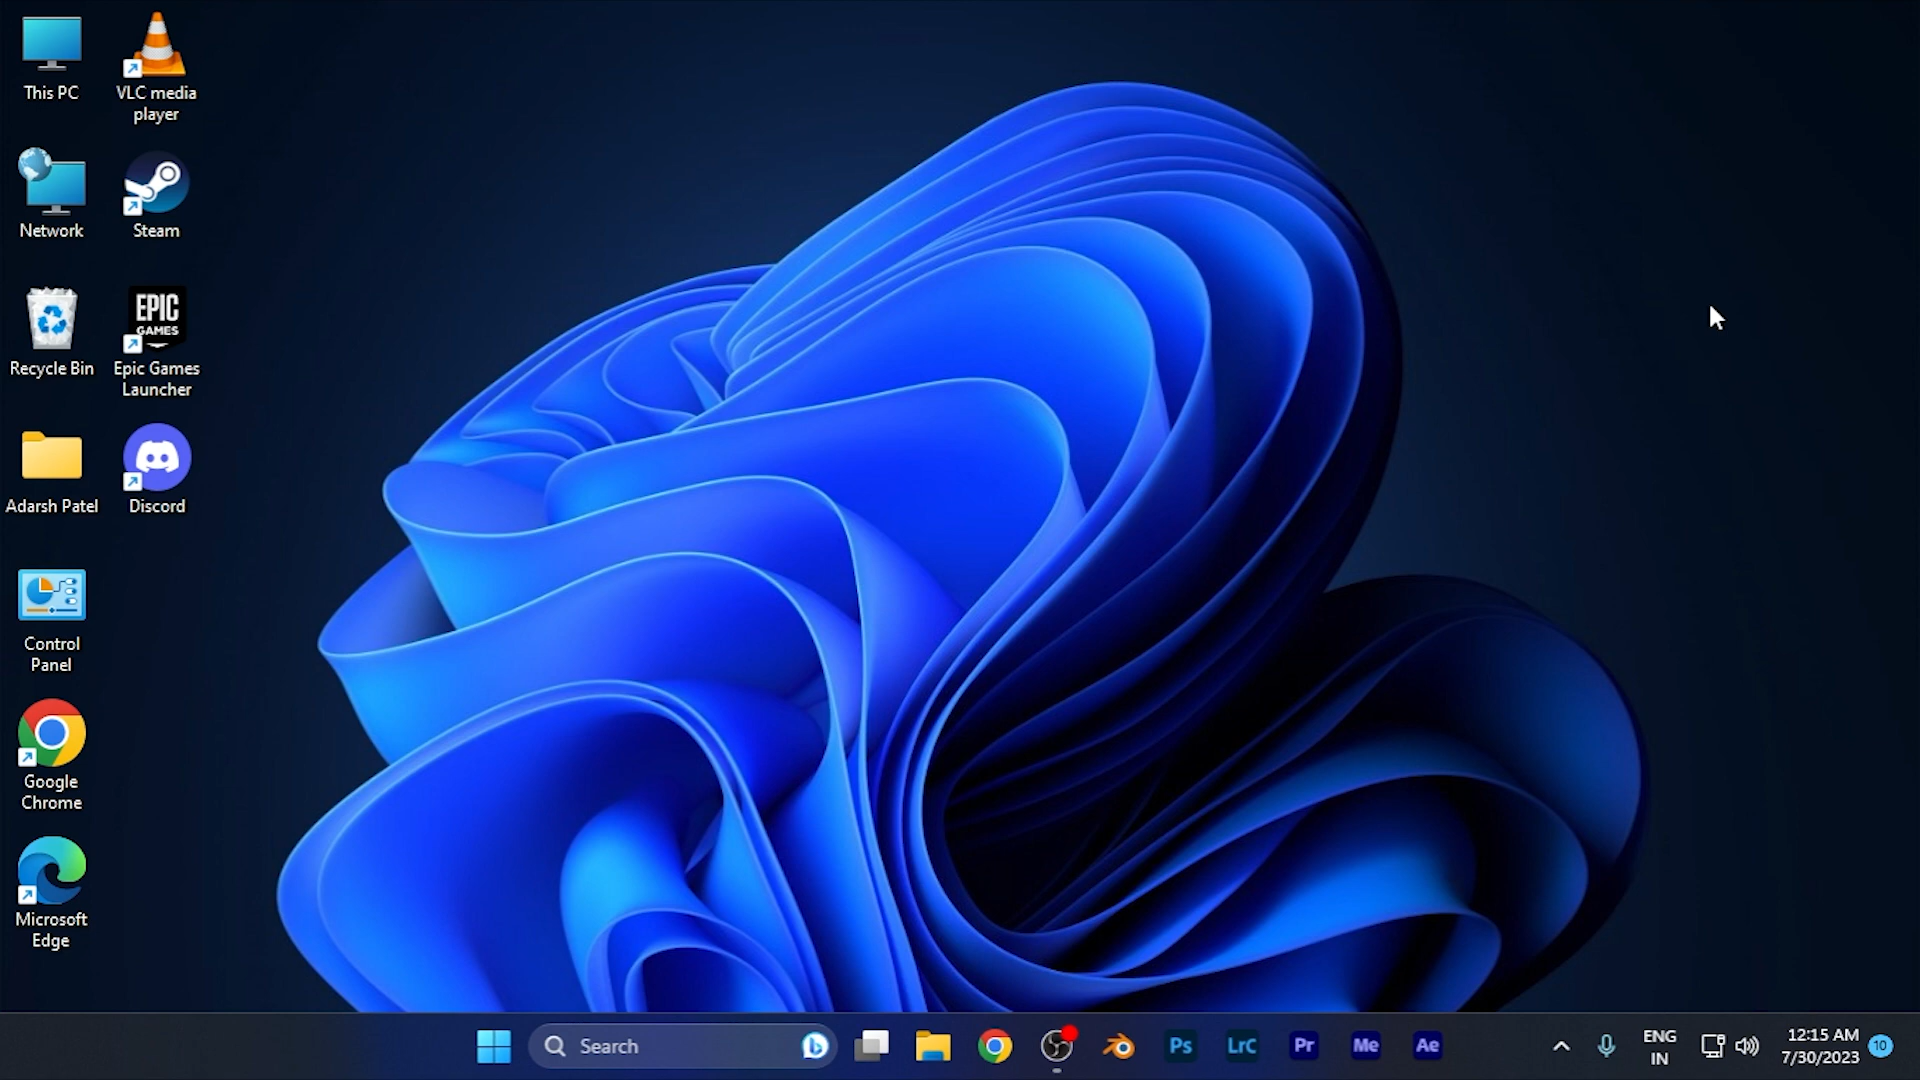 This PC
VLC media
player
Network
Steam
Recycle Bin
EPIC
GAMES
Epic Games
Launcher
Adarsh Patel
Discord
Control
Panel
Google
Chrome
Microsoft
Edge
Search
Ps
LrC
Pr
Me
Ae
ENG
IN
12:15 AM
7/30/2023
10